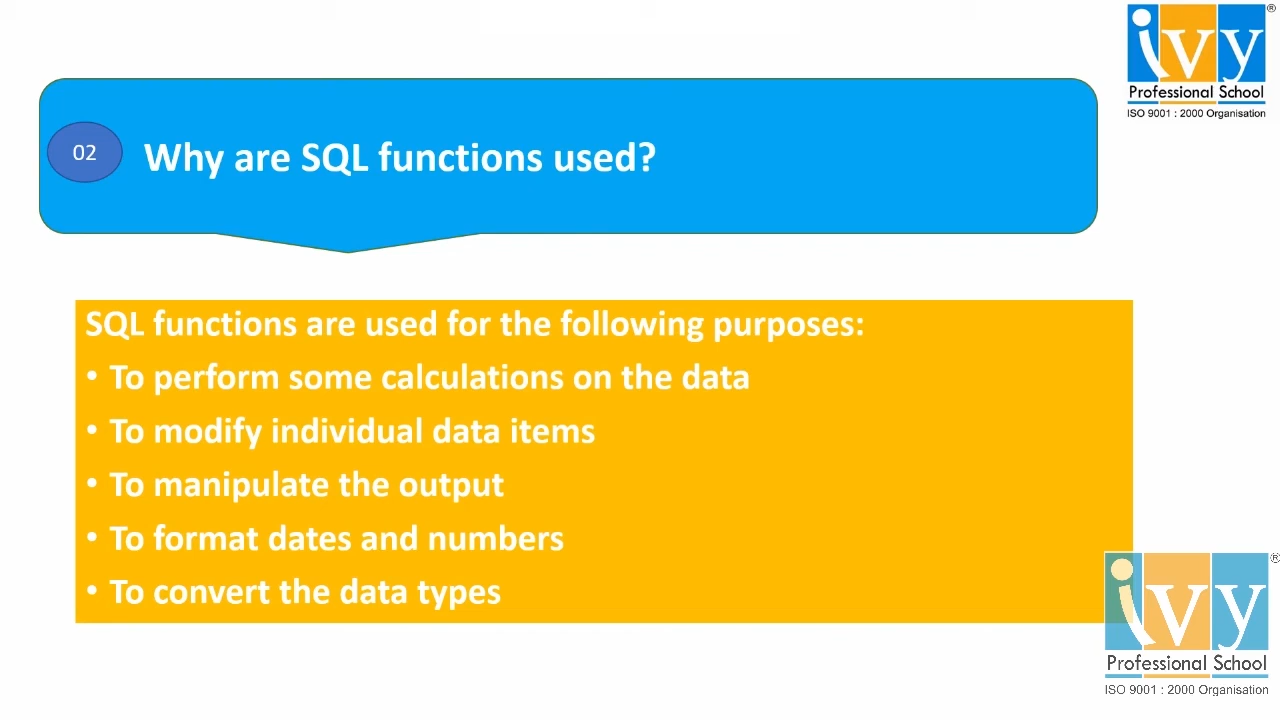 ivy
®
Professional School
ISO 9001 : 2000 Organisation
02
Why are SQL functions used?
SQL functions are used for the following purposes:
• To perform some calculations on the data
• To modify individual data items
• To manipulate the output
• To format dates and numbers
• To convert the data types
ivy
®
Professional School
ISO 9001 : 2000 Organisation